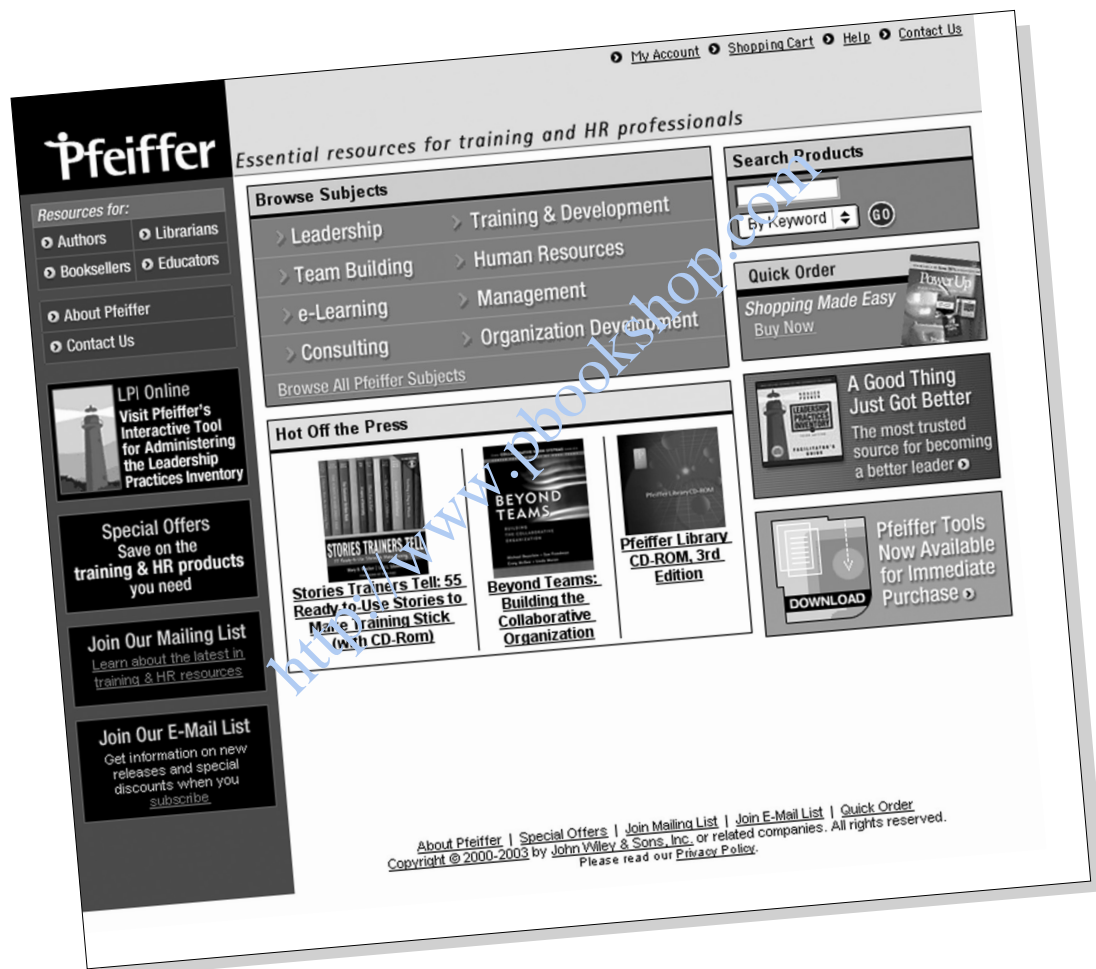 My Account Shopping Cart Help Contact Us
Pfeiffer
Essential resources for training and HR professionals
Resources for:
Authors
Librarians
Booksellers
Educators
About Pfeiffer
Contact Us
LPI Online
Visit Pfeiffer's
Interactive Tool
for Administering
the Leadership
Practices Inventory
Special Offers
Save on the
training & HR products
you need
Join Our Mailing List
Learn about the latest in
training & HR resources
Join Our E-Mail List
Get information on new
releases and special
discounts when you
subscribe
Browse Subjects
Leadership
Training & Development
Team Building
Human Resources
e-Learning
Management
Consulting
Organization Development
Browse All Pfeiffer Subjects
Hot Off the Press
STORIES TRAINERS TELL
Stories Trainers Tell: 55
Ready-to-Use Stories to
Make Training Stick
(with CD-Rom)
BEYOND
TEAMS
BUILDING
THE COLLABORATIVE
ORGANIZATION
Beyond Teams:
Building the
Collaborative
Organization
Pfeiffer Library CD-ROM
Pfeiffer Library
CD-ROM, 3rd
Edition
Search Products
By Keyword
GO
Quick Order
Shopping Made Easy
Buy Now
PowerUp
A Good Thing
Just Got Better
The most trusted
source for becoming
a better leader
LEADERSHIP
PRACTICES
INVENTORY
FACILITATOR'S
GUIDE
Pfeiffer Tools
Now Available
for Immediate
Purchase
DOWNLOAD
About Pfeiffer | Special Offers | Join Mailing List | Join E-Mail List | Quick Order
Copyright © 2000-2003 by John Wiley & Sons, Inc. or related companies. All rights reserved.
Please read our Privacy Policy.
http://www.pbookshop.com